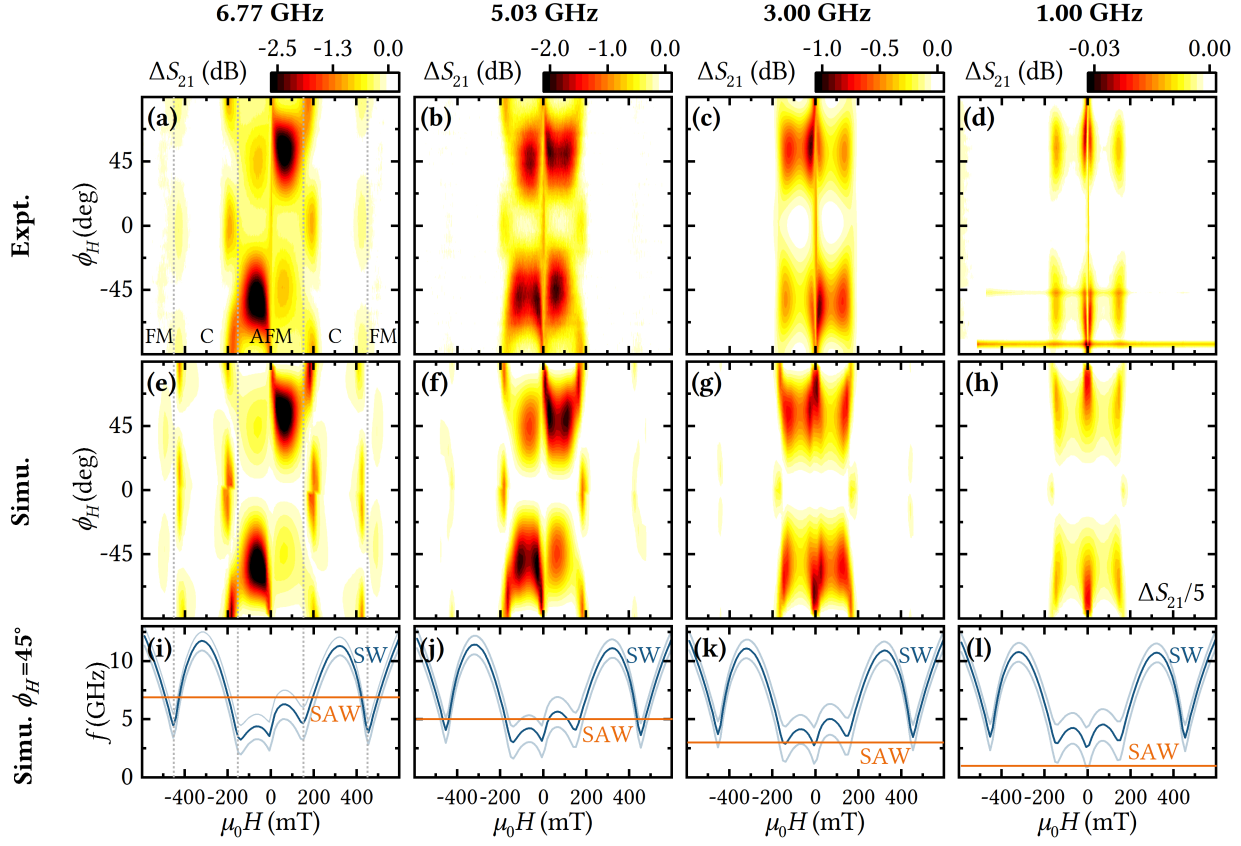 6.77 GHz 5.03 GHz 3.00 GHz 1.00 GHz
-2.5 -1.3 0.0 -2.0 -1.0 0.0 -1.0 -0.5 0.0 -0.03 0.00
ΔS21 (dB) ΔS21 (dB) ΔS21 (dB) ΔS21 (dB)
Expt.
ϕH (deg)
45
0
-45
(a) (b) (c) (d)
FM C AFM C FM
Simu.
ϕH (deg)
45
0
-45
(e) (f) (g) (h)
ΔS21/5
Simu. ϕH=45°
f (GHz)
10
5
0
(i) SW (j) SW (k) SW (l) SW
SAW SAW SAW SAW
-400 -200 0 200 400 -400 -200 0 200 400 -400 -200 0 200 400 -400 -200 0 200 400
μ0H (mT) μ0H (mT) μ0H (mT) μ0H (mT)